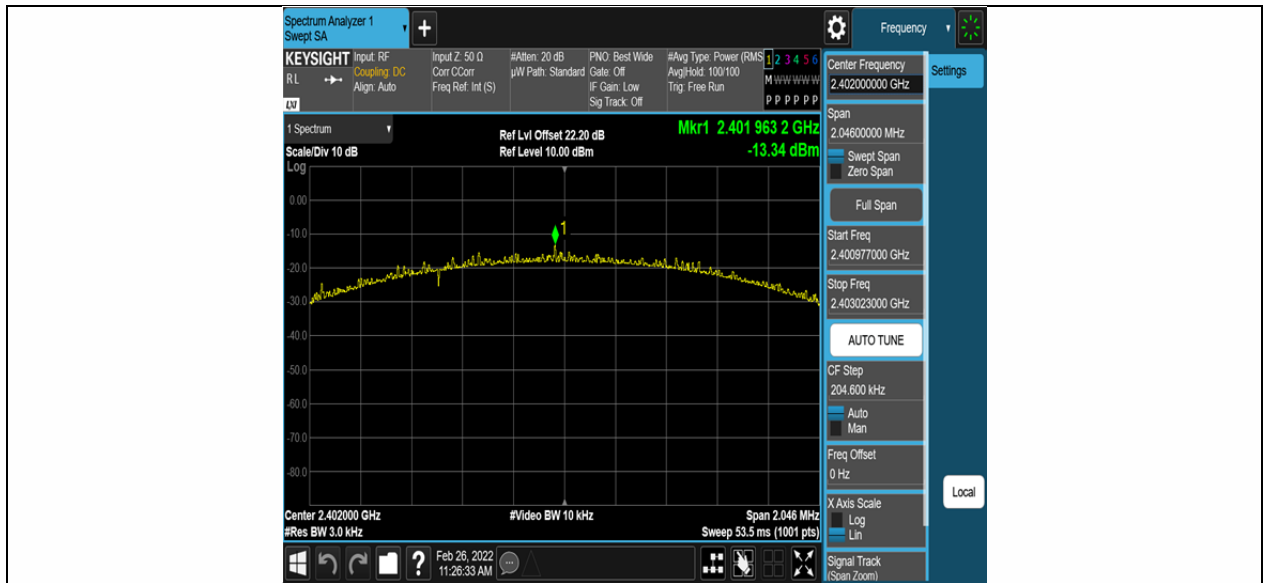 Spectrum Analyzer 1
Swept SA
+
Frequency
KEYSIGHT
RL
LXI
Input: RF
Coupling: DC
Align: Auto
Input Z: 50 Ω
Corr CCorr
Freq Ref: Int (S)
#Atten: 20 dB
µW Path: Standard
PNO: Best Wide
Gate: Off
IF Gain: Low
Sig Track: Off
#Avg Type: Power (RMS
Avg|Hold: 100/100
Trig: Free Run
1 2 3 4 5 6
M W W W W W
P P P P P P
1 Spectrum
Scale/Div 10 dB
Log
Ref Lvl Offset 22.20 dB
Ref Level 10.00 dBm
Mkr1 2.401 963 2 GHz
-13.34 dBm
0.00
-10.0
-20.0
-30.0
-40.0
-50.0
-60.0
-70.0
-80.0
1
Center 2.402000 GHz
#Res BW 3.0 kHz
#Video BW 10 kHz
Span 2.046 MHz
Sweep 53.5 ms (1001 pts)
?
Feb 26, 2022
11:26:33 AM
Center Frequency
2.402000000 GHz
Span
2.04600000 MHz
Swept Span
Zero Span
Full Span
Start Freq
2.400977000 GHz
Stop Freq
2.403023000 GHz
AUTO TUNE
CF Step
204.600 kHz
Auto
Man
Freq Offset
0 Hz
X Axis Scale
Log
Lin
Signal Track
(Span Zoom)
Settings
Local